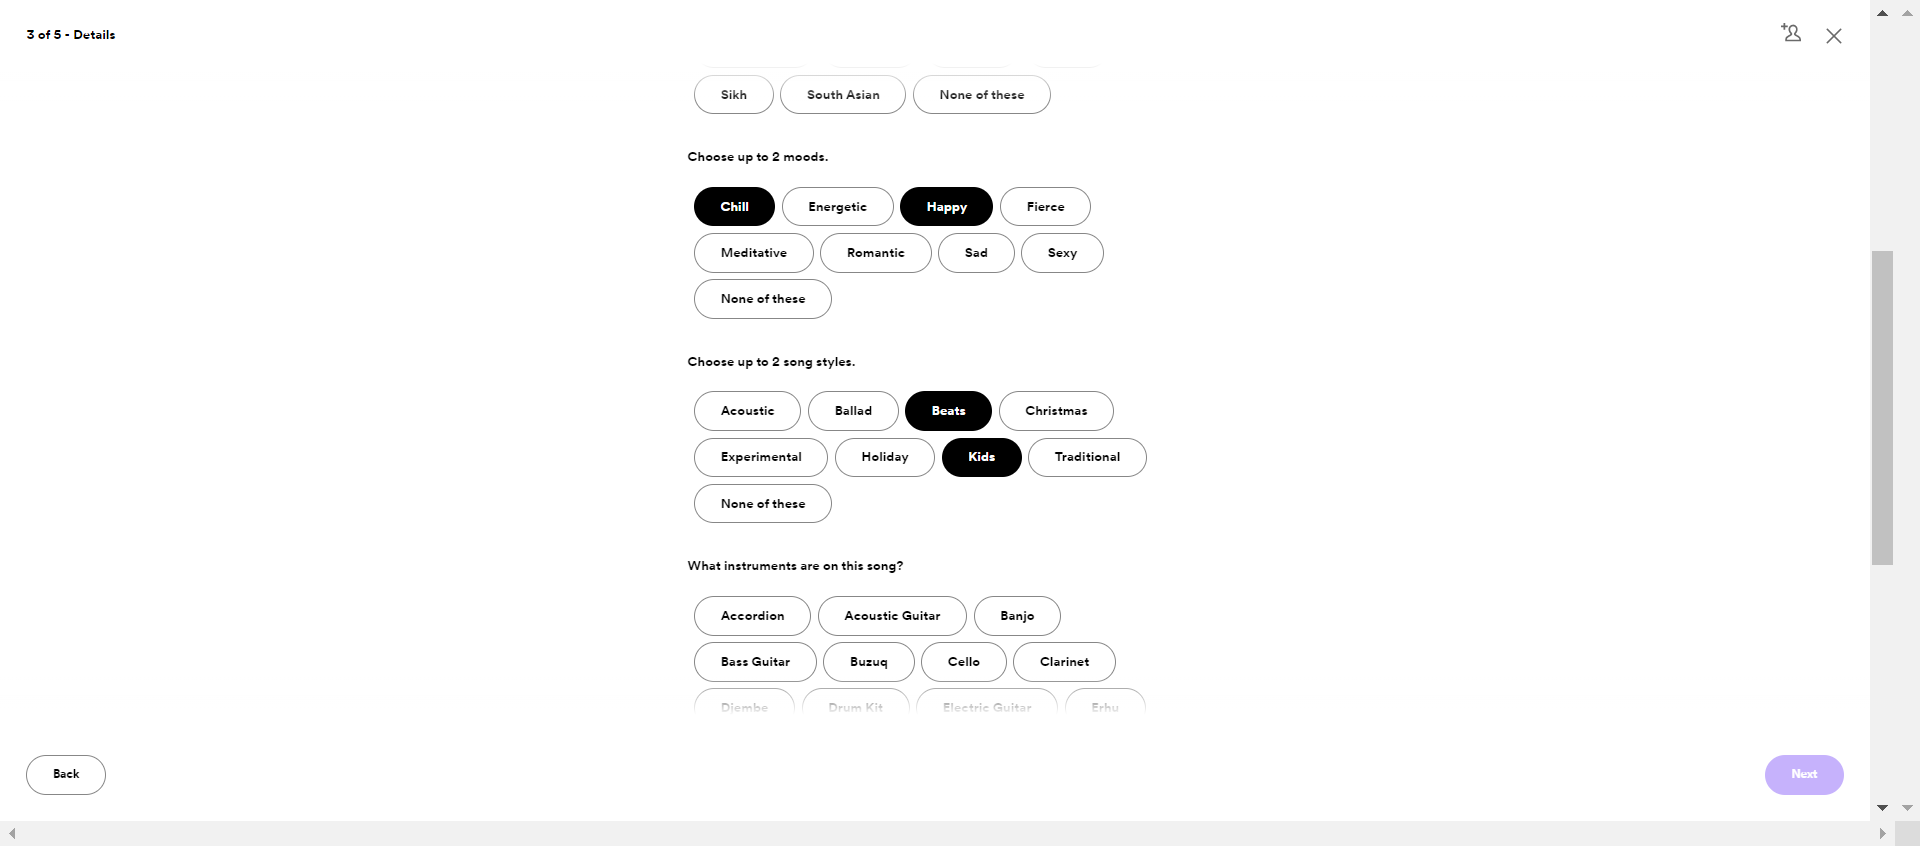 3 of 5 - Details
Sikh South Asian None of these
Choose up to 2 moods.
Chill Energetic Happy Fierce
Meditative Romantic Sad Sexy
None of these
Choose up to 2 song styles.
Acoustic Ballad Beats Christmas
Experimental Holiday Kids Traditional
None of these
What instruments are on this song?
Accordion Acoustic Guitar Banjo
Bass Guitar Buzuq Cello Clarinet
Djembe Drum Kit Electric Guitar Erhu
Back Next